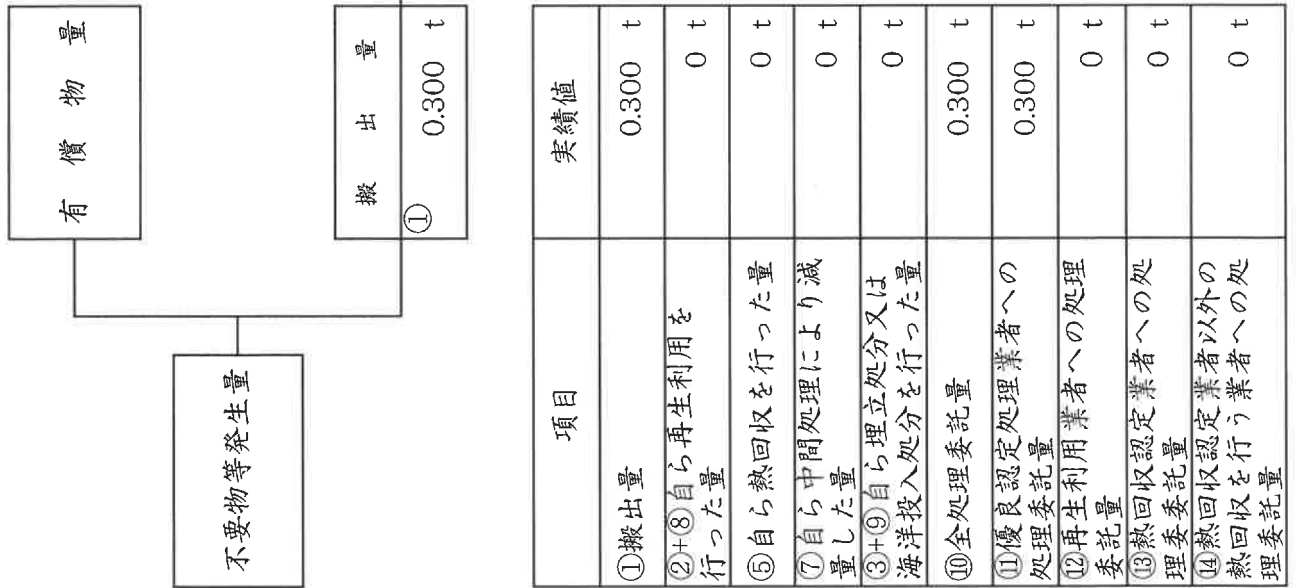 不要物等発生量
有償物量
搬出量
① 0.300 t
項目 実績値
①搬出量 0.300 t
②+⑧自ら再生利用を
行った量 0 t
⑤自ら熱回収を行った量 0 t
⑦自ら中間処理により減
量した量 0 t
③+⑨自ら埋立処分又は
海洋投入処分を行った量 0 t
⑩全処理委託量 0.300 t
⑪優良認定処理業者への
処理委託量 0.300 t
⑫再生利用業者への処理
委託量 0 t
⑬熱回収認定業者への処
理委委託量 0 t
⑭熱回収認定業者以外の
熱回収を行う業者への処
理委託量 0 t